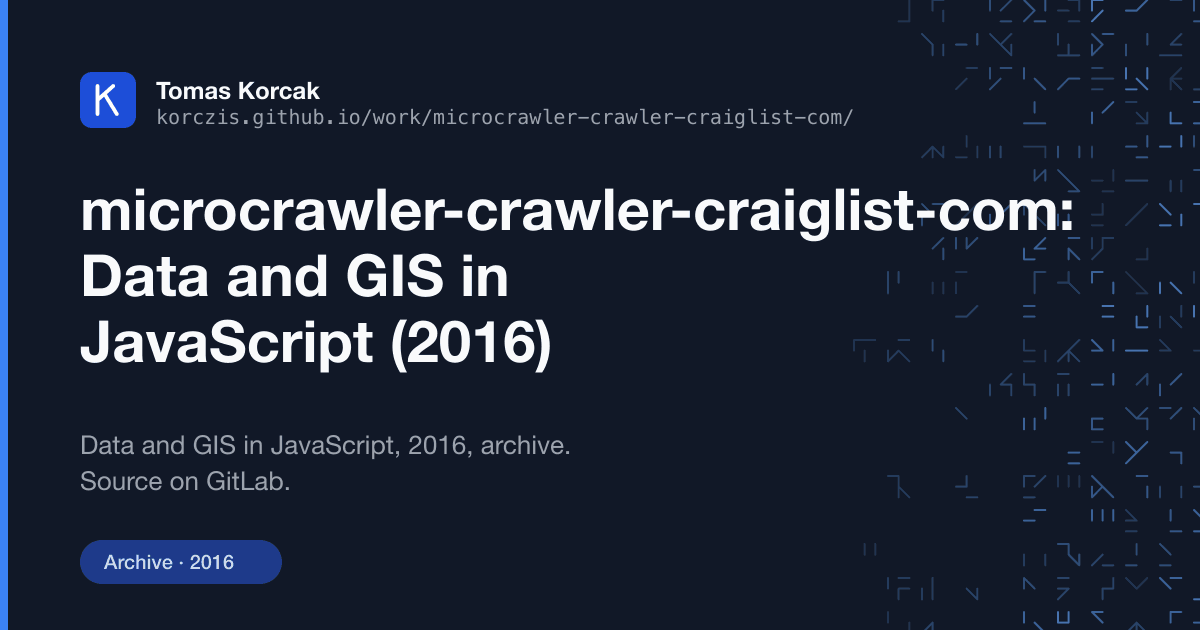 K
Tomas Korcak
korczis.github.io/work/microcrawler-crawler-craiglist-com/
microcrawler-crawler-craiglist-com:
Data and GIS in
JavaScript (2016)
Data and GIS in JavaScript, 2016, archive.
Source on GitLab.
Archive · 2016